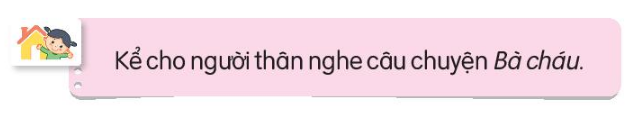 Kể cho người thân nghe câu chuyện Bà cháu.